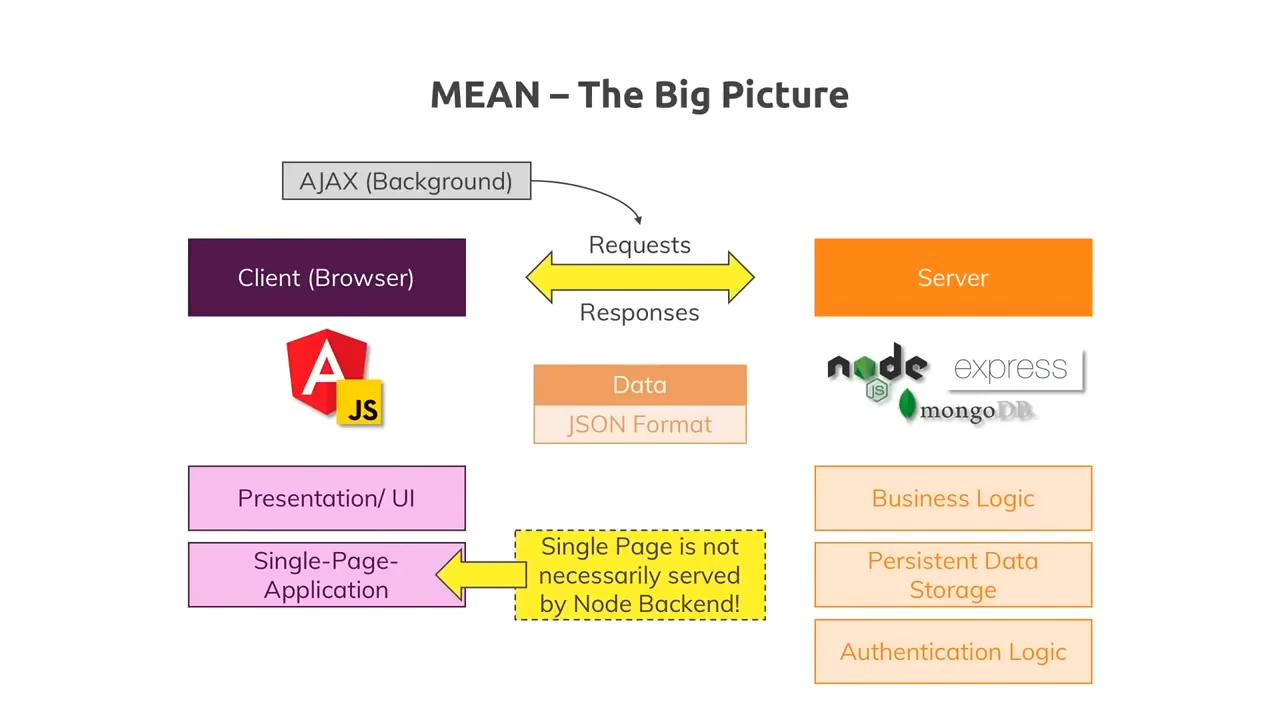 MEAN – The Big Picture
AJAX (Background)
Client (Browser)
Requests
Responses
Server
A
JS
Data
JSON Format
node
JS
express
mongoDB
Presentation/ UI
Single-Page-
Application
Single Page is not
necessarily served
by Node Backend!
Business Logic
Persistent Data
Storage
Authentication Logic